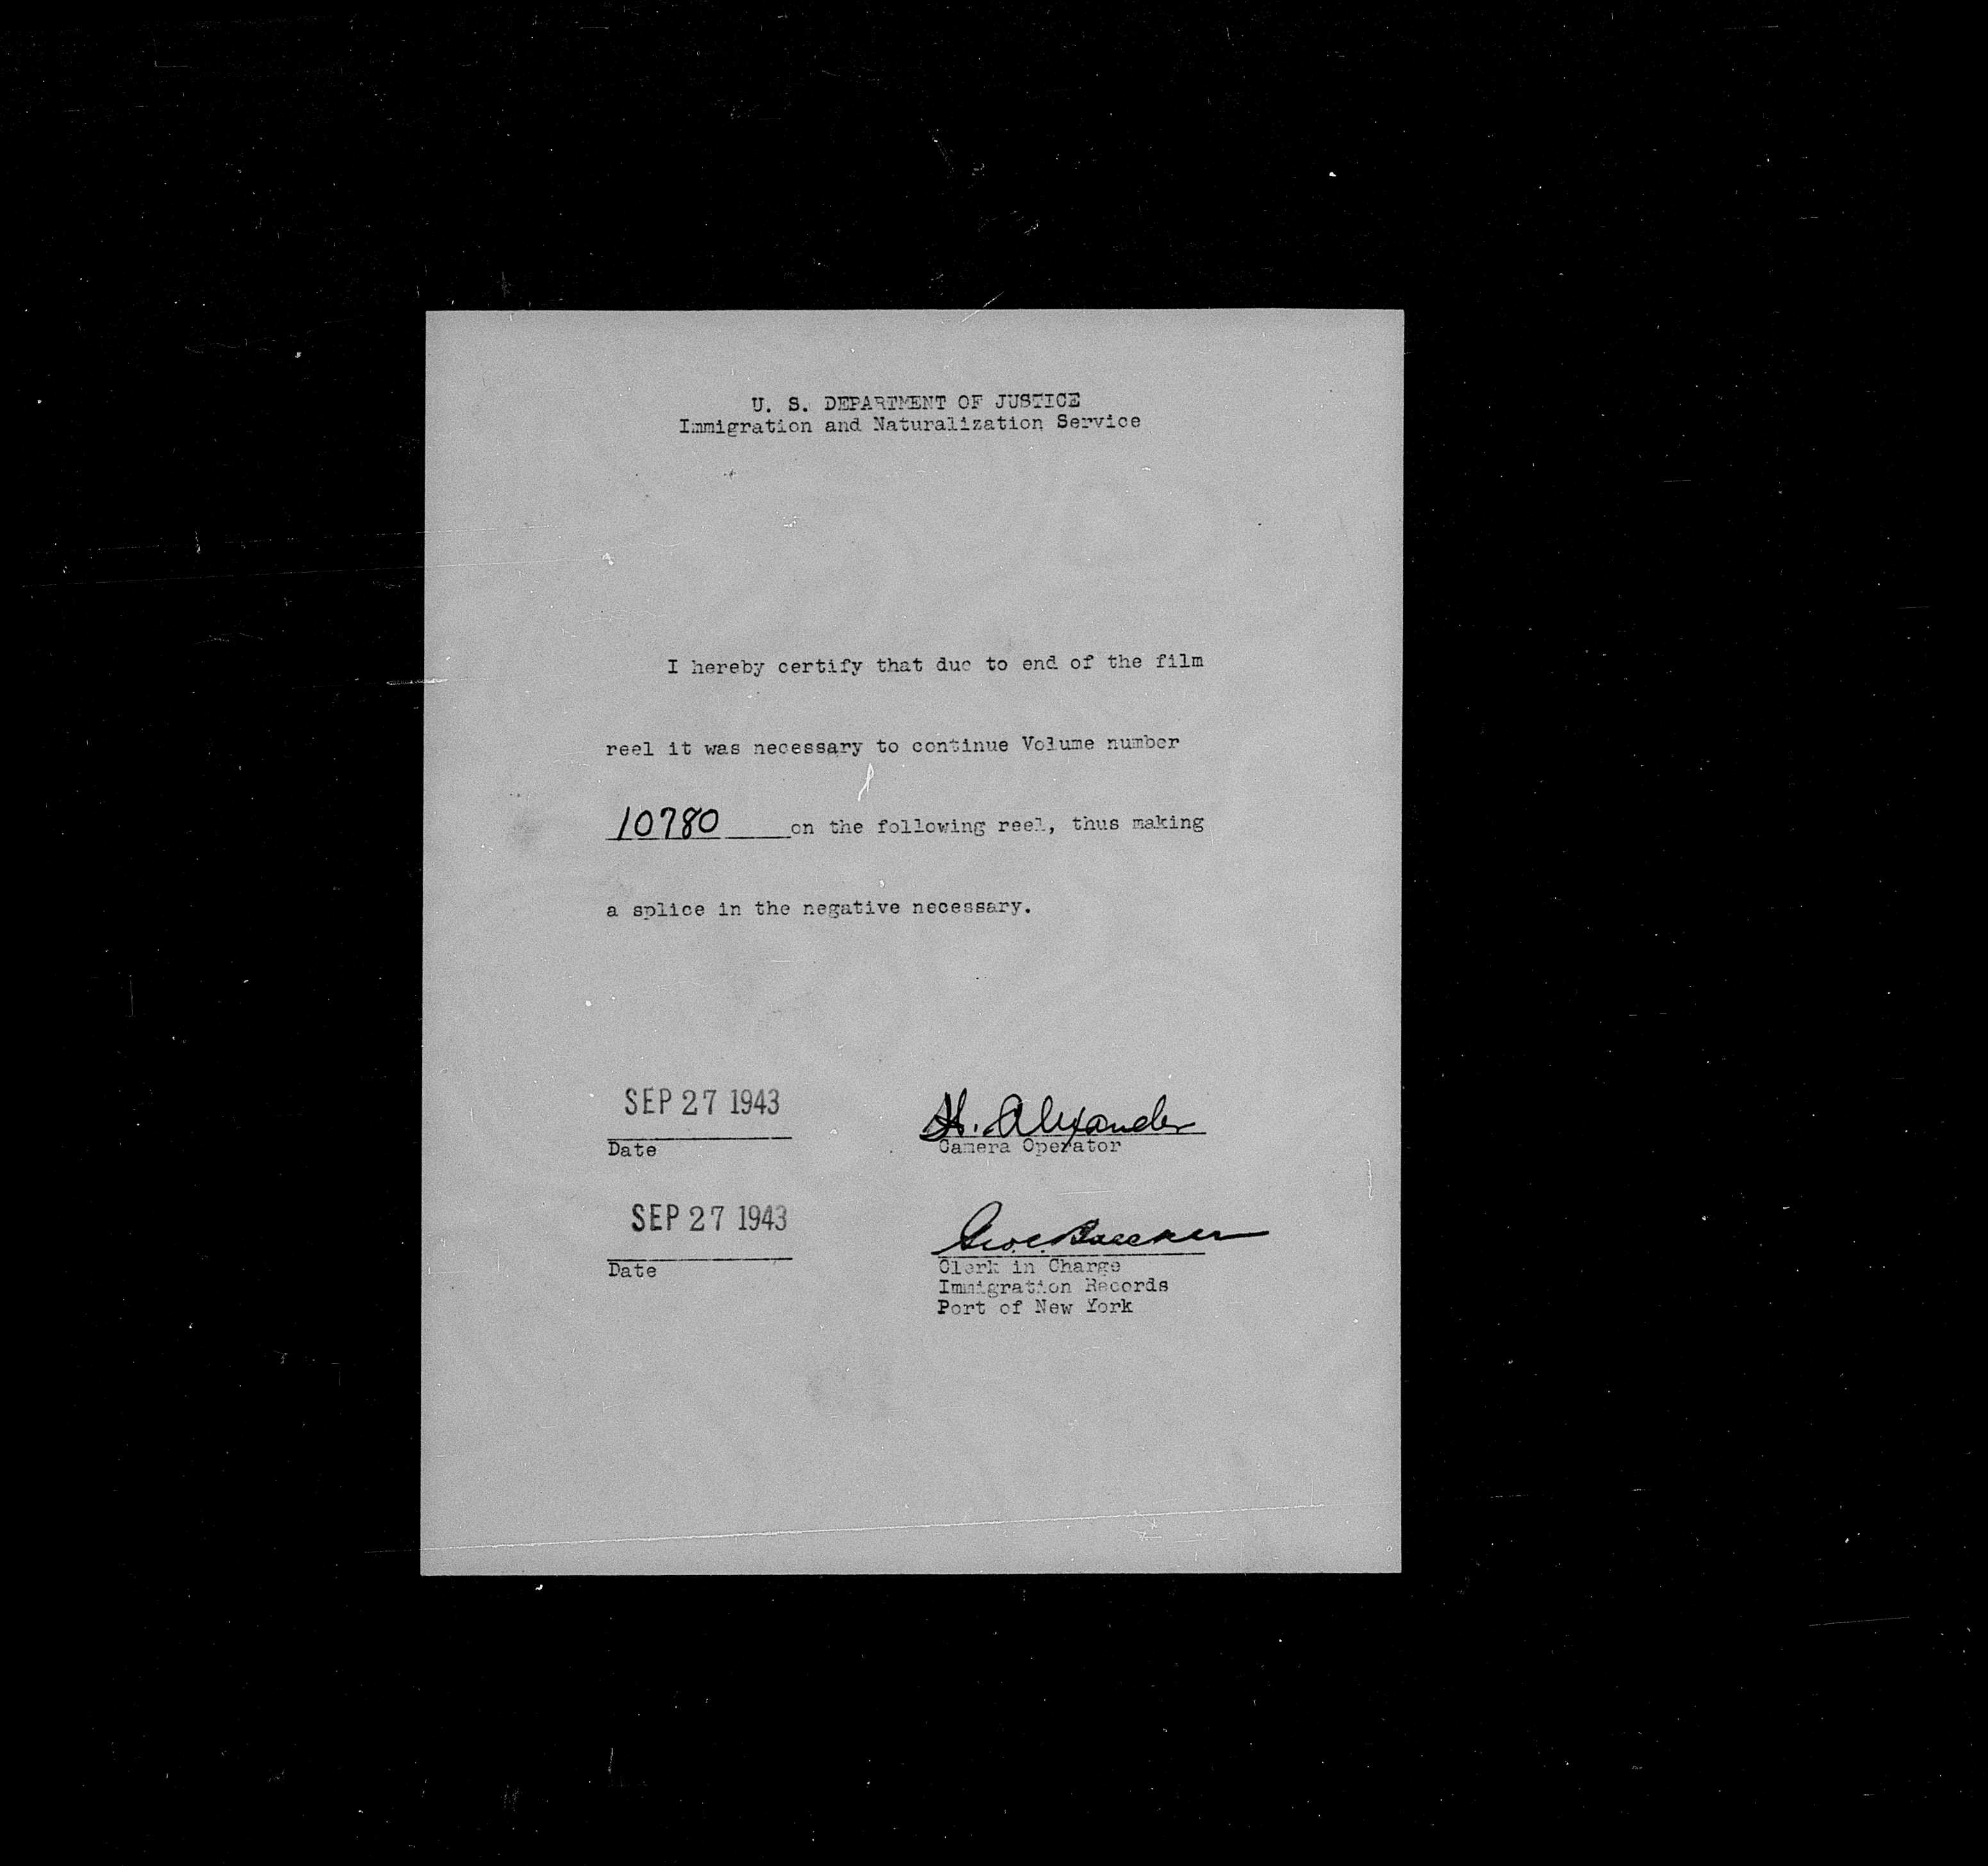 U. S. DEPARTMENT OF JUSTICE
Immigration and Naturalization Service
I hereby certify that due to end of the film
reel it was necessary to continue Volume number
10780 on the following reel, thus making
a splice in the negative necessary.
SEP 27 1943
H. Alexander
Date
Camera Operator
SEP 27 1943
Geo. C.
Date
Clerk in Charge
Immigration Records
Port of New York